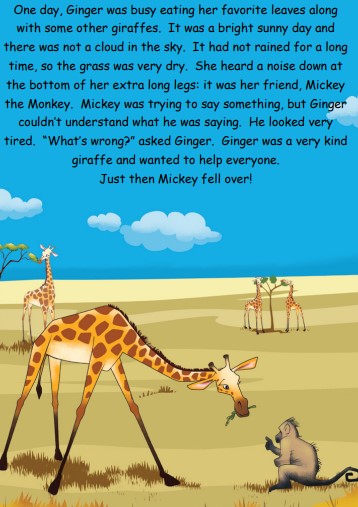 One day, Ginger was busy eating her favorite leaves along
with some other giraffes.  It was a bright sunny day and
there was not a cloud in the sky.  It had not rained for a long
time, so the grass was very dry.  She heard a noise down at
the bottom of her extra long legs: it was her friend, Mickey
the Monkey.  Mickey was trying to say something, but Ginger
couldn’t understand what he was saying.  He looked very
tired.  “What’s wrong?” asked Ginger.  Ginger was a very kind
giraffe and wanted to help everyone.
Just then Mickey fell over!